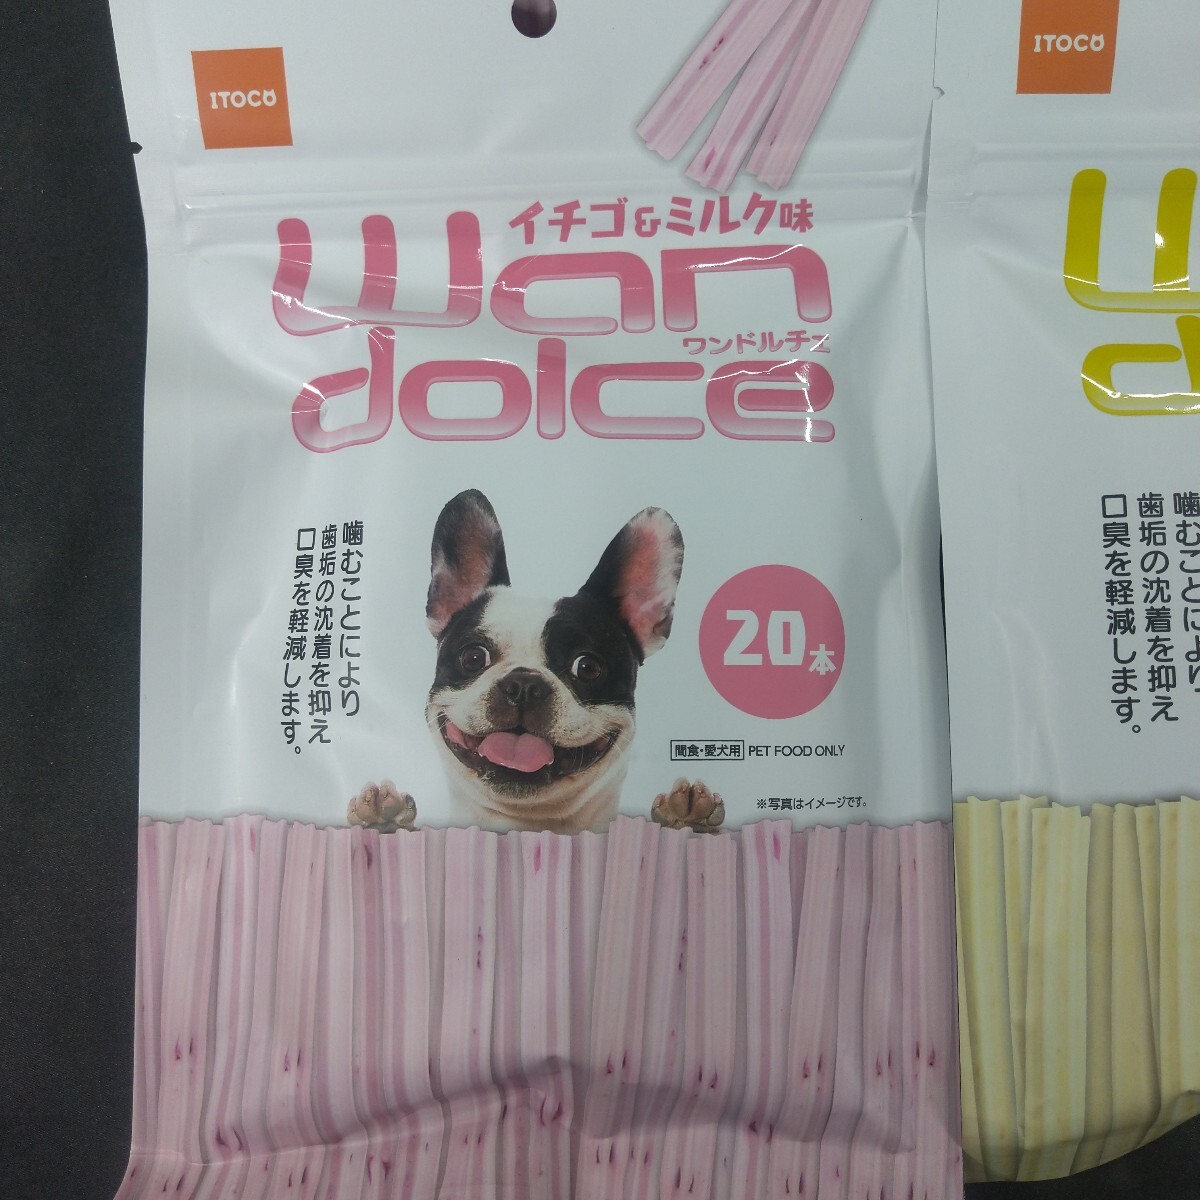 ITOCO
イチゴ&ミルク味
wan
ワンドルチェ
dolce
噛むことにより
歯垢の沈着を抑え
口臭を軽減します。
20本
間食・愛犬用 PET FOOD ONLY
※写真はイメージです。
ITOCO
噛むことにより
歯垢の沈着を抑え
口臭を軽減します。